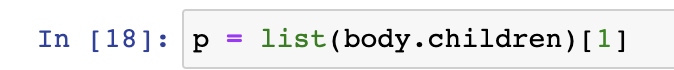 In [18]: p = list(body.children)[1]